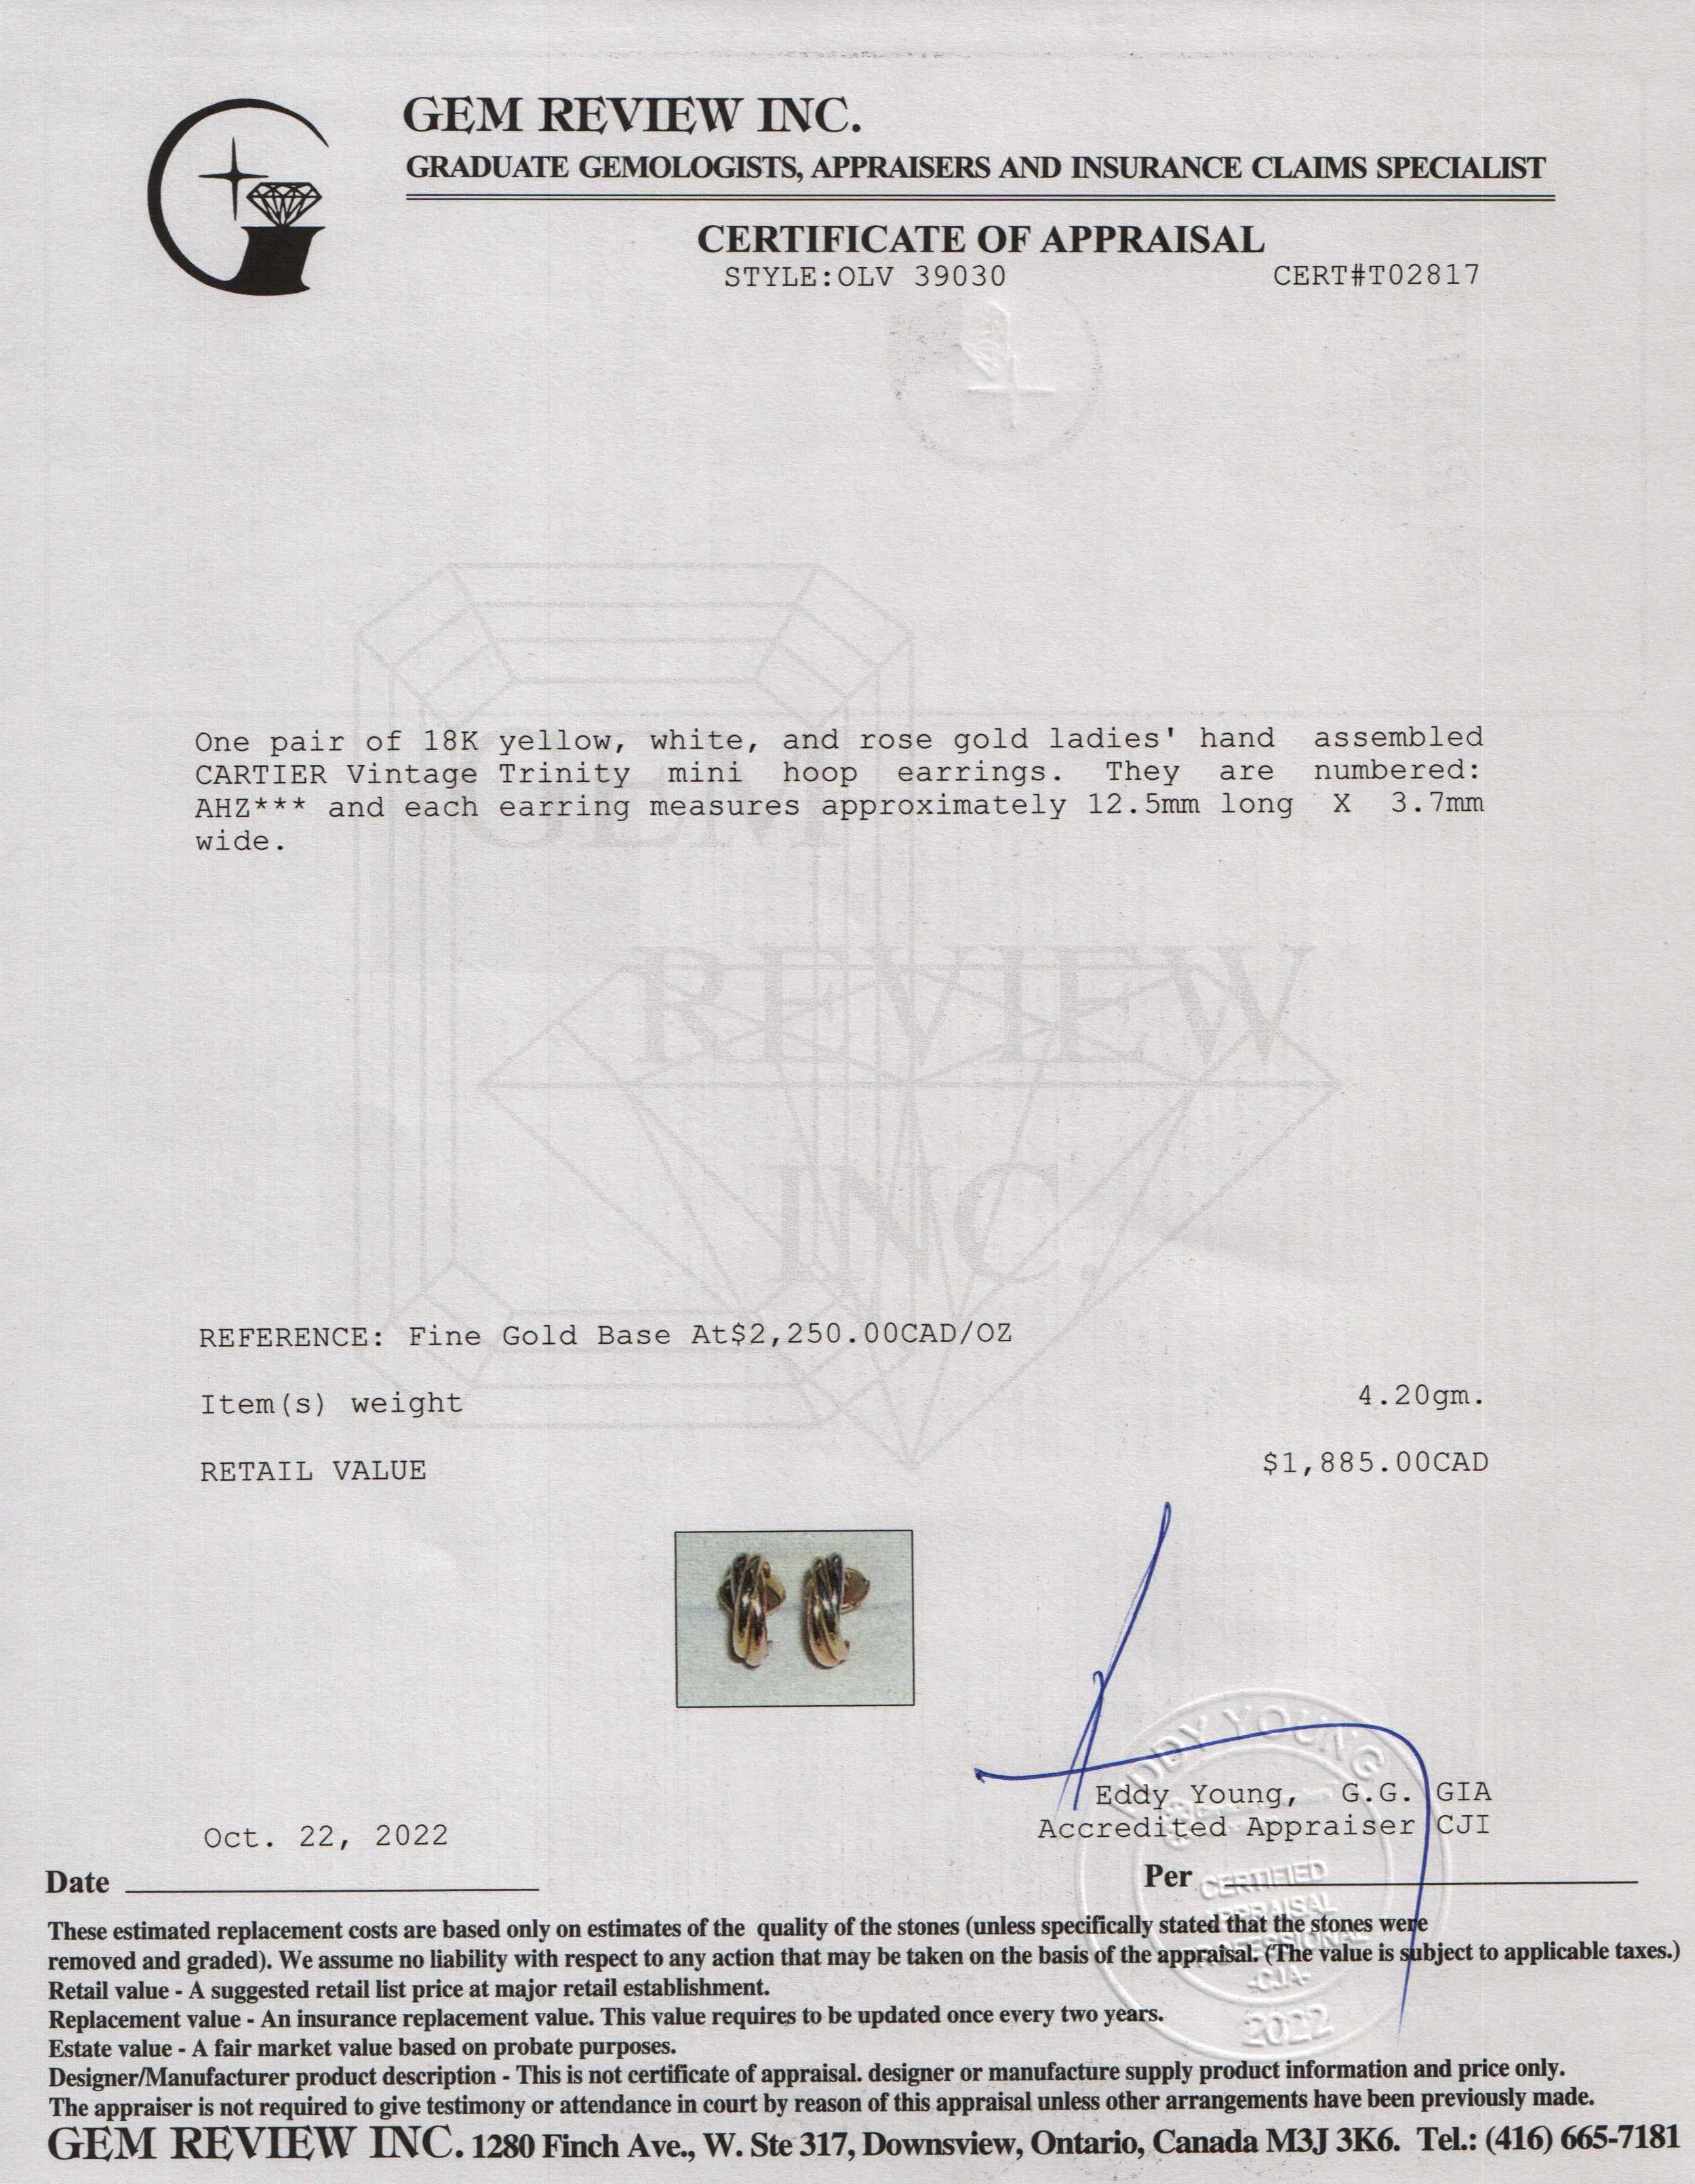 GEM REVIEW INC.
GRADUATE GEMOLOGISTS, APPRAISERS AND INSURANCE CLAIMS SPECIALIST
CERTIFICATE OF APPRAISAL
STYLE:OLV 39030 CERT#T02817
One pair of 18K yellow, white, and rose gold ladies' hand assembled
CARTIER Vintage Trinity mini hoop earrings. They are numbered:
AHZ*** and each earring measures approximately 12.5mm long X 3.7mm
wide.
GEM
REVIEW
INC.
REFERENCE: Fine Gold Base At$2,250.00CAD/OZ
Item(s) weight 4.20gm.
RETAIL VALUE $1,885.00CAD
EDDY YOUNG
Eddy Young, G.G. GIA
Accredited Appraiser CJI
Oct. 22, 2022
Date
Per
CERTIFIED
APPRAISAL
PROFESSIONAL
-CJA-
2022
These estimated replacement costs are based only on estimates of the quality of the stones (unless specifically stated that the stones were
removed and graded). We assume no liability with respect to any action that may be taken on the basis of the appraisal. (The value is subject to applicable taxes.)
Retail value - A suggested retail list price at major retail establishment.
Replacement value - An insurance replacement value. This value requires to be updated once every two years.
Estate value - A fair market value based on probate purposes.
Designer/Manufacturer product description - This is not certificate of appraisal. designer or manufacture supply product information and price only.
The appraiser is not required to give testimony or attendance in court by reason of this appraisal unless other arrangements have been previously made.
GEM REVIEW INC. 1280 Finch Ave., W. Ste 317, Downsview, Ontario, Canada M3J 3K6. Tel.: (416) 665-7181